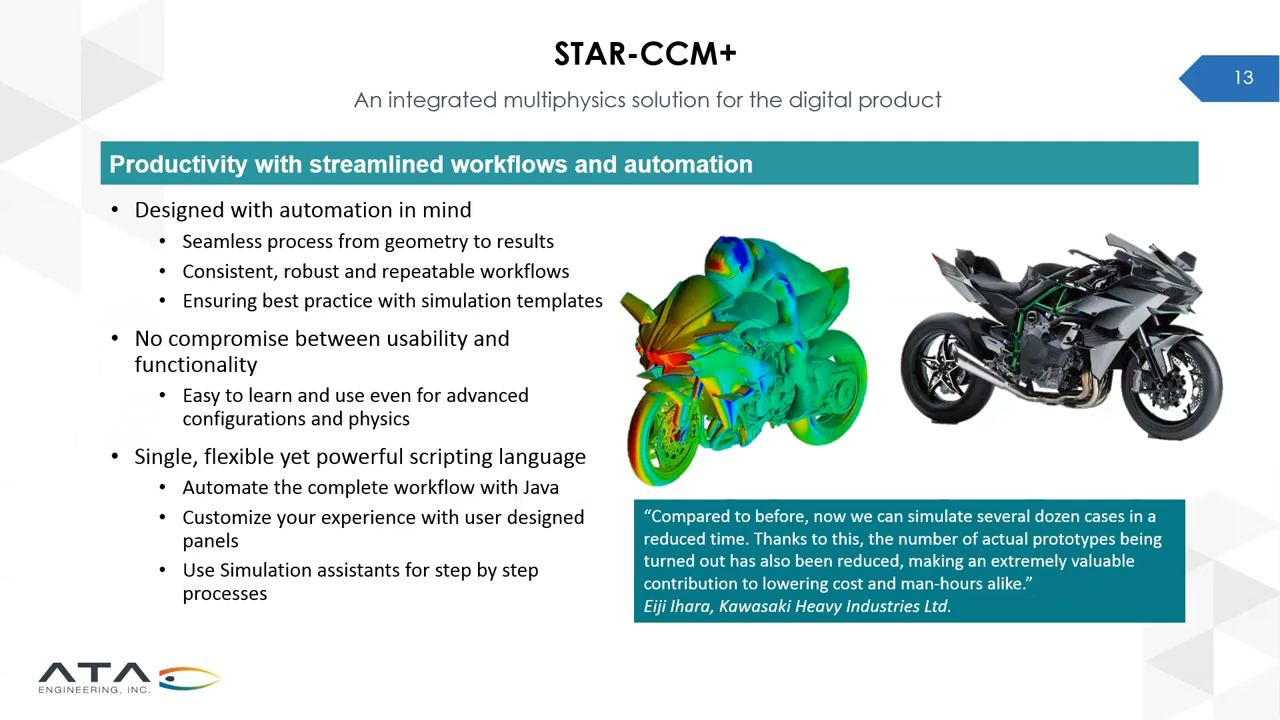 STAR-CCM+
An integrated multiphysics solution for the digital product
13
Productivity with streamlined workflows and automation
• Designed with automation in mind
• Seamless process from geometry to results
• Consistent, robust and repeatable workflows
• Ensuring best practice with simulation templates
• No compromise between usability and
functionality
• Easy to learn and use even for advanced
configurations and physics
• Single, flexible yet powerful scripting language
• Automate the complete workflow with Java
• Customize your experience with user designed
panels
• Use Simulation assistants for step by step
processes
“Compared to before, now we can simulate several dozen cases in a
reduced time. Thanks to this, the number of actual prototypes being
turned out has also been reduced, making an extremely valuable
contribution to lowering cost and man-hours alike.”
Eiji Ihara, Kawasaki Heavy Industries Ltd.
ATA
ENGINEERING, INC.